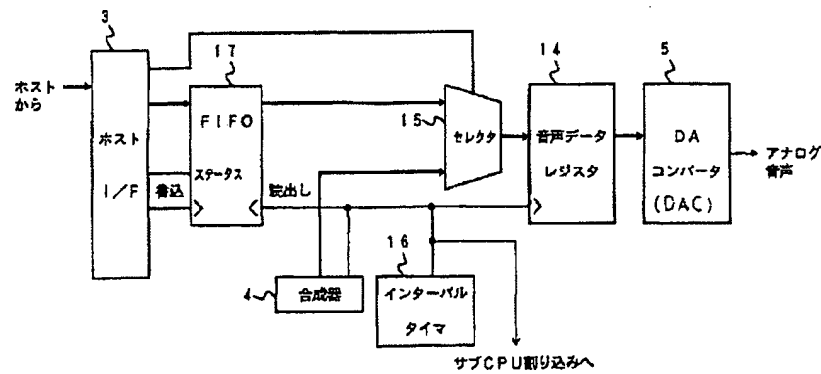 3
17
14
5
ホスト
から
FIFO
15
セレクタ
音声データ
レジスタ
DA
コンバータ
(DAC)
アナログ
音声
ホスト
I/F
ステータス
書込
読出し
16
4
合成器
インターバル
タイマ
サブCPU割り込みへ